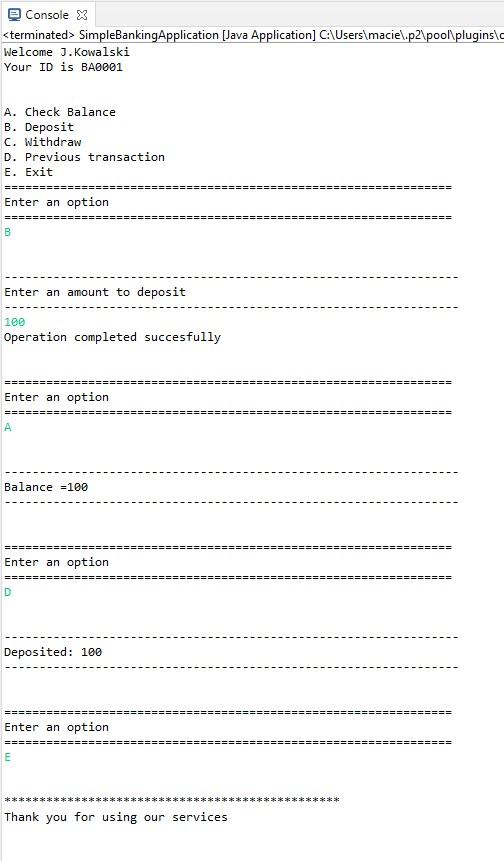 Console
<terminated> SimpleBankingApplication [Java Application] C:\Users\macie\.p2\pool\plugins\
Welcome J.Kowalski
Your ID is BA0001
A. Check Balance
B. Deposit
C. Withdraw
D. Previous transaction
E. Exit
================================================================
Enter an option
================================================================
B
-----------------------------------------------------------------
Enter an amount to deposit
-----------------------------------------------------------------
100
Operation completed succesfully
================================================================
Enter an option
================================================================
A
-----------------------------------------------------------------
Balance =100
-----------------------------------------------------------------
================================================================
Enter an option
================================================================
D
-----------------------------------------------------------------
Deposited: 100
-----------------------------------------------------------------
================================================================
Enter an option
================================================================
E
************************************************
Thank you for using our services